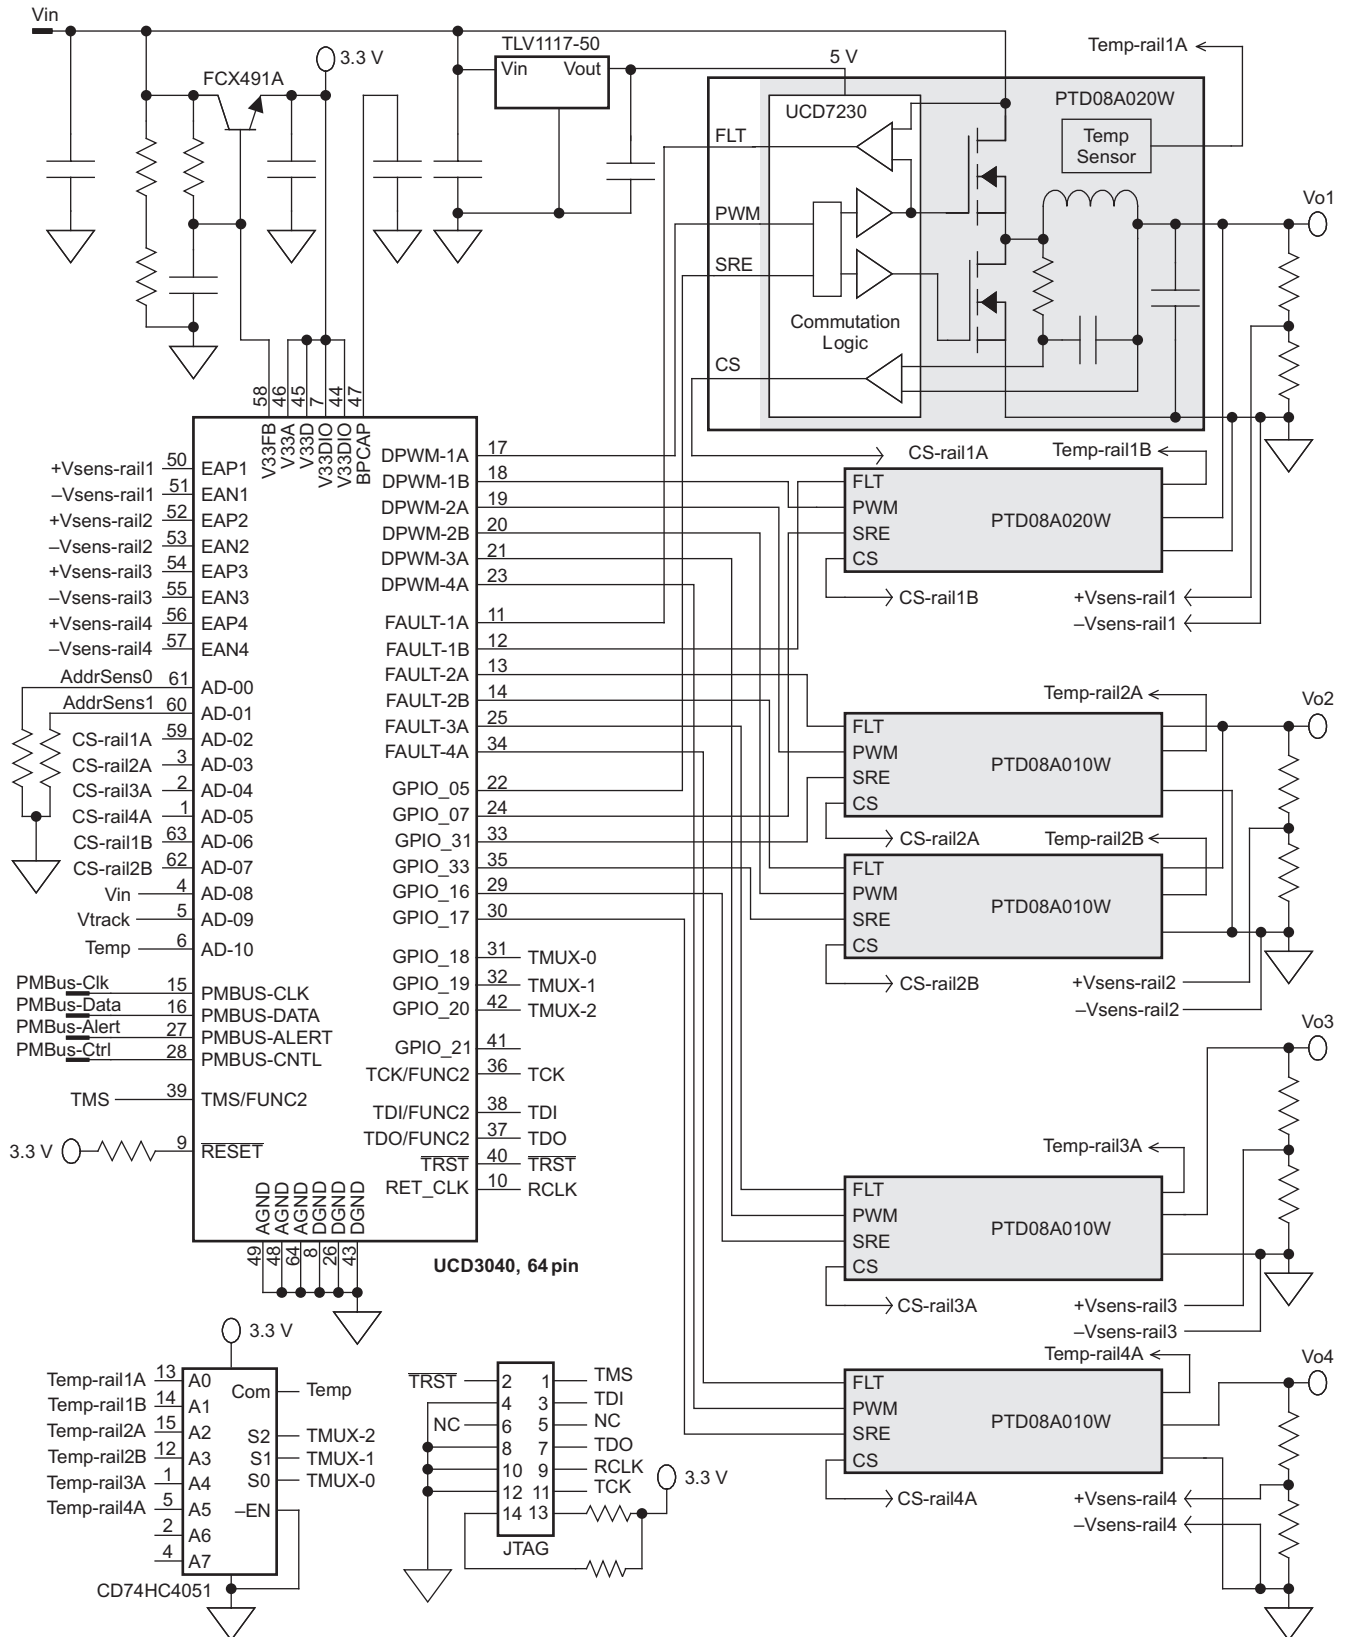 Vin
FCX491A
3.3 V
TLV1117-50
Vin Vout
5 V
Temp-rail1A
UCD7230
PTD08A020W
Temp
Sensor
FLT
PWM
SRE
CS
Commutation
Logic
Vo1
CS-rail1A
Temp-rail1B
58 46 45 7 44 47
V33FB V33A V33D V33DIO V33DIO BPCAP
+Vsens-rail1 50 EAP1
–Vsens-rail1 51 EAN1
+Vsens-rail2 52 EAP2
–Vsens-rail2 53 EAN2
+Vsens-rail3 54 EAP3
–Vsens-rail3 55 EAN3
+Vsens-rail4 56 EAP4
–Vsens-rail4 57 EAN4
AddrSens0 61 AD-00
AddrSens1 60 AD-01
CS-rail1A 59 AD-02
CS-rail2A 3 AD-03
CS-rail3A 2 AD-04
CS-rail4A 1 AD-05
CS-rail1B 63 AD-06
CS-rail2B 62 AD-07
Vin 4 AD-08
Vtrack 5 AD-09
Temp 6 AD-10
PMBus-Clk 15 PMBUS-CLK
PMBus-Data 16 PMBUS-DATA
PMBus-Alert 27 PMBUS-ALERT
PMBus-Ctrl 28 PMBUS-CNTL
TMS 39 TMS/FUNC2
3.3 V 9 RESET
DPWM-1A 17
DPWM-1B 18
DPWM-2A 19
DPWM-2B 20
DPWM-3A 21
DPWM-4A 23
FAULT-1A 11
FAULT-1B 12
FAULT-2A 13
FAULT-2B 14
FAULT-3A 25
FAULT-4A 34
GPIO_05 22
GPIO_07 24
GPIO_31 33
GPIO_33 35
GPIO_16 29
GPIO_17 30
GPIO_18 31 TMUX-0
GPIO_19 32 TMUX-1
GPIO_20 42 TMUX-2
GPIO_21 41
TCK/FUNC2 36 TCK
TDI/FUNC2 38 TDI
TDO/FUNC2 37 TDO
TRST 40 TRST
RET_CLK 10 RCLK
AGND AGND AGND DGND DGND DGND
49 48 64 8 26 43
UCD3040, 64 pin
FLT
PWM
SRE
CS
PTD08A020W
CS-rail1B
+Vsens-rail1
–Vsens-rail1
Temp-rail2A
Vo2
FLT
PWM
SRE
CS
PTD08A010W
CS-rail2A
Temp-rail2B
FLT
PWM
SRE
CS
PTD08A010W
CS-rail2B
+Vsens-rail2
–Vsens-rail2
Vo3
Temp-rail3A
FLT
PWM
SRE
CS
PTD08A010W
CS-rail3A
+Vsens-rail3
–Vsens-rail3
Temp-rail4A
Vo4
FLT
PWM
SRE
CS
PTD08A010W
CS-rail4A
+Vsens-rail4
–Vsens-rail4
3.3 V
Temp-rail1A 13 A0
Temp-rail1B 14 A1
Temp-rail2A 15 A2
Temp-rail2B 12 A3
Temp-rail3A 1 A4
Temp-rail4A 5 A5
2 A6
4 A7
Com Temp
S2 TMUX-2
S1 TMUX-1
S0 TMUX-0
–EN
CD74HC4051
TRST 2 1 TMS
4 3 TDI
NC 6 5 NC
8 7 TDO
10 9 RCLK
12 11 TCK
14 13
3.3 V
JTAG